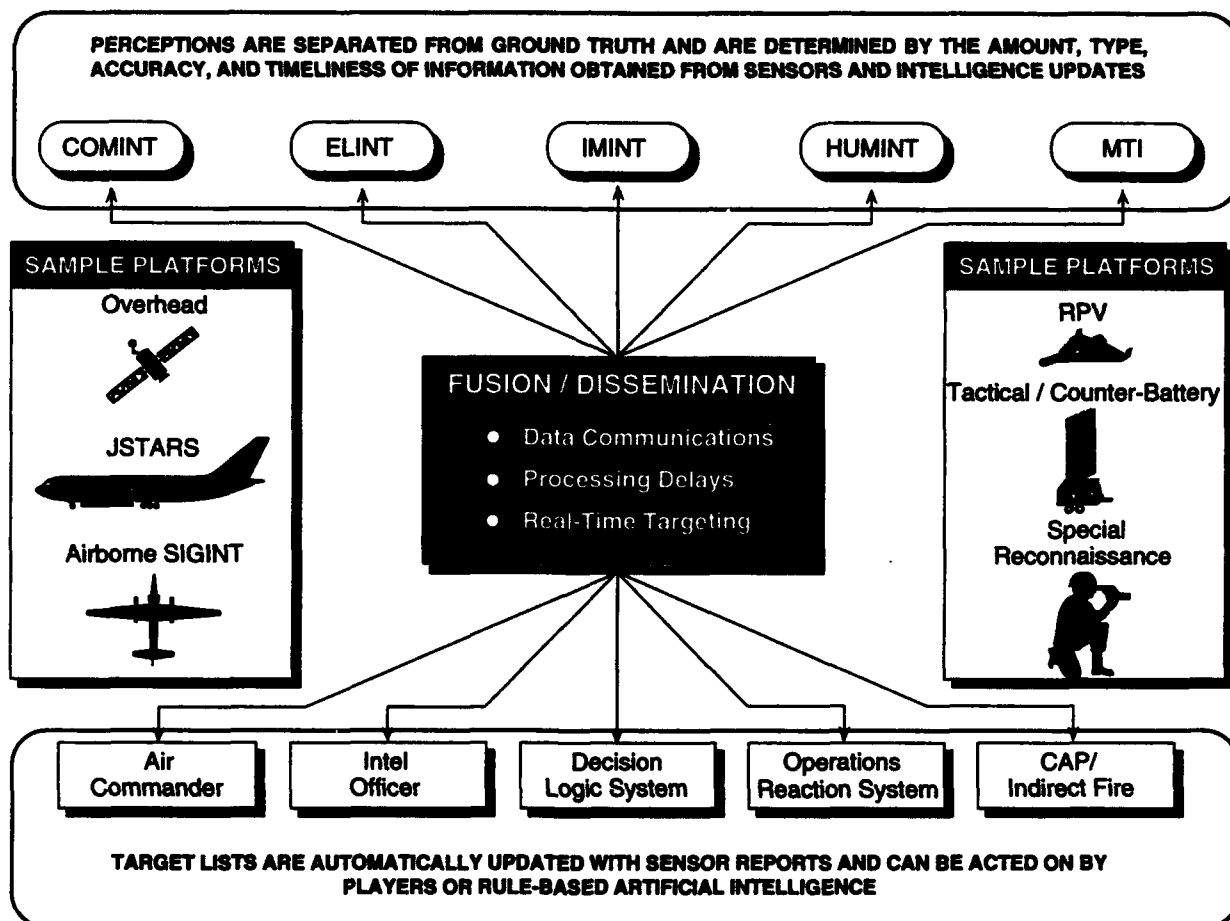 PERCEPTIONS ARE SEPARATED FROM GROUND TRUTH AND ARE DETERMINED BY THE AMOUNT, TYPE,
ACCURACY, AND TIMELINESS OF INFORMATION OBTAINED FROM SENSORS AND INTELLIGENCE UPDATES
COMINT
ELINT
IMINT
HUMINT
MTI
SAMPLE PLATFORMS
Overhead
JSTARS
Airborne SIGINT
FUSION / DISSEMINATION
● Data Communications
● Processing Delays
● Real-Time Targeting
SAMPLE PLATFORMS
RPV
Tactical / Counter-Battery
Special
Reconnaissance
Air
Commander
Intel
Officer
Decision
Logic System
Operations
Reaction System
CAP/
Indirect Fire
TARGET LISTS ARE AUTOMATICALLY UPDATED WITH SENSOR REPORTS AND CAN BE ACTED ON BY
PLAYERS OR RULE-BASED ARTIFICIAL INTELLIGENCE